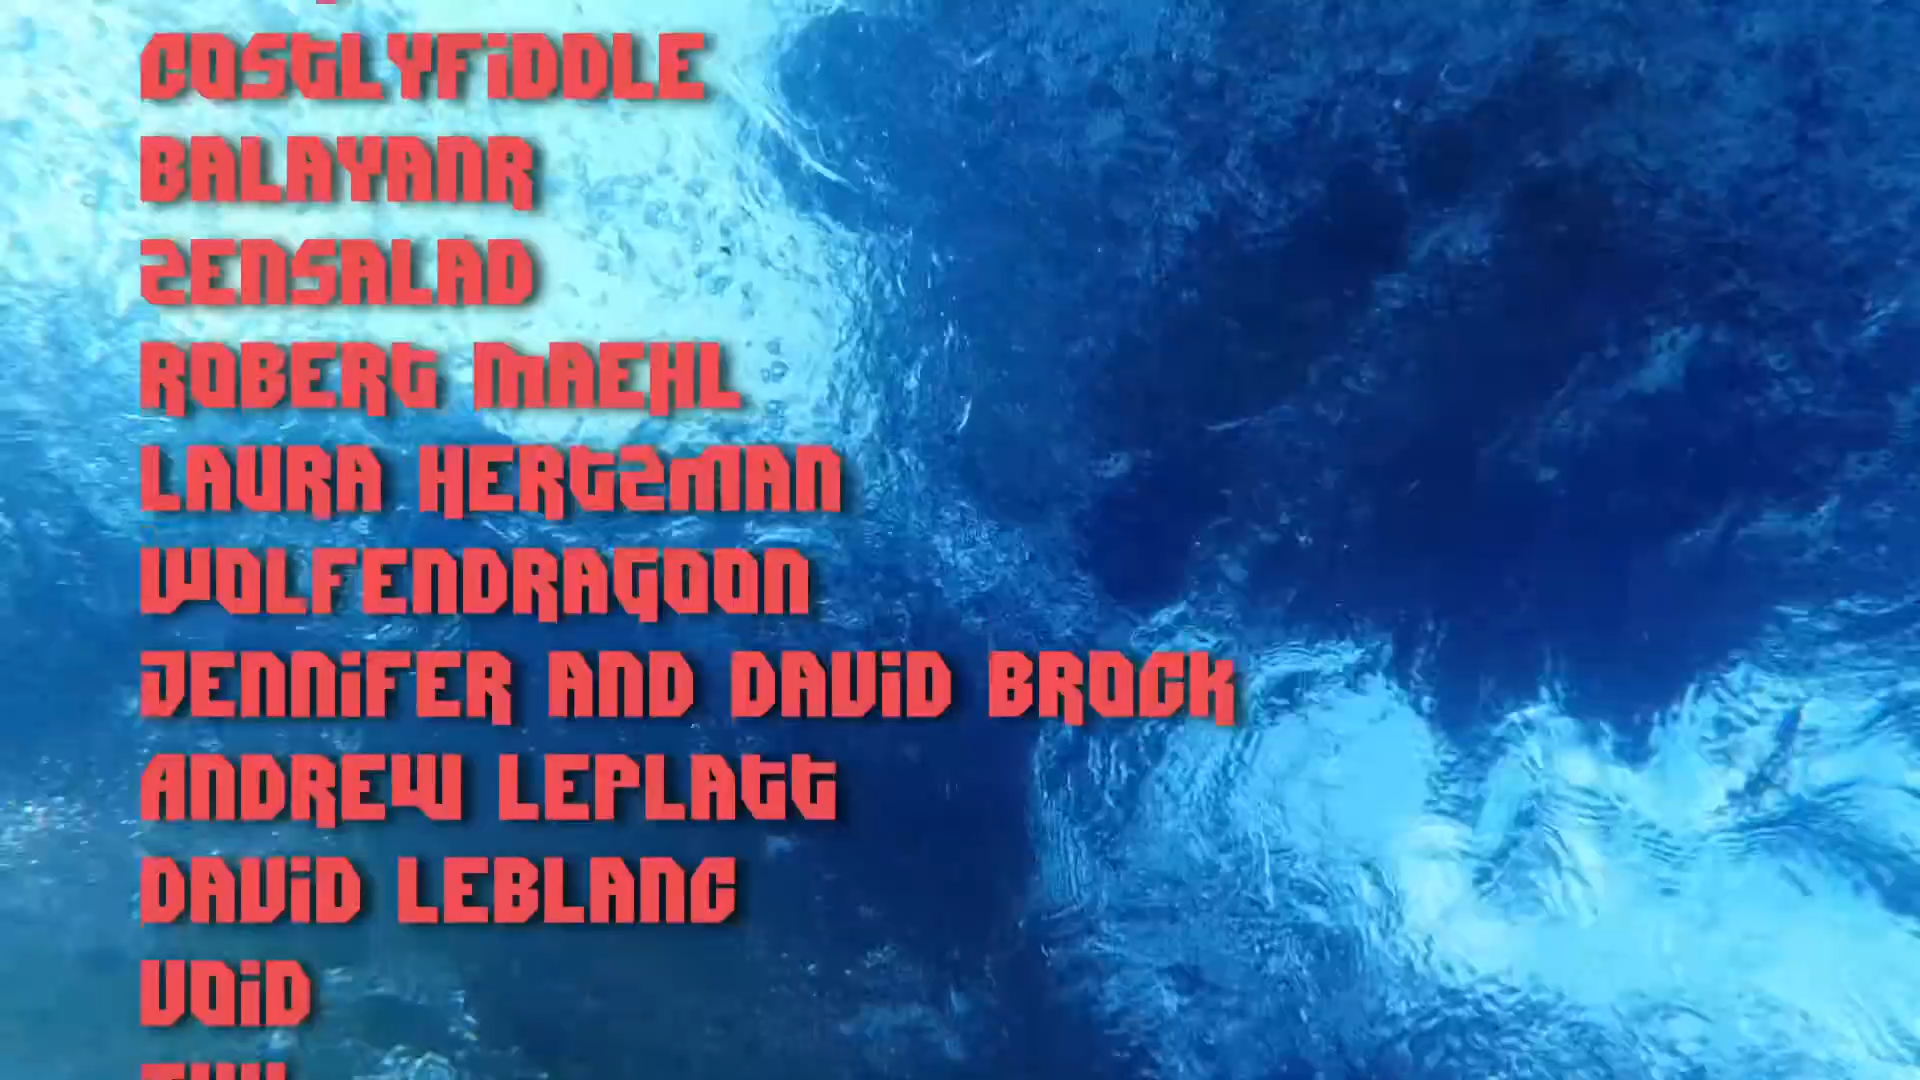 COSTLYFIDDLE
BALAYANR
ZENSALAD
ROBERT MAEHL
LAURA HERTZMAN
WOLFENDRAGOON
JENNIFER AND DAVID BROCK
ANDREW LEPLATT
DAVID LEBLANC
VOID